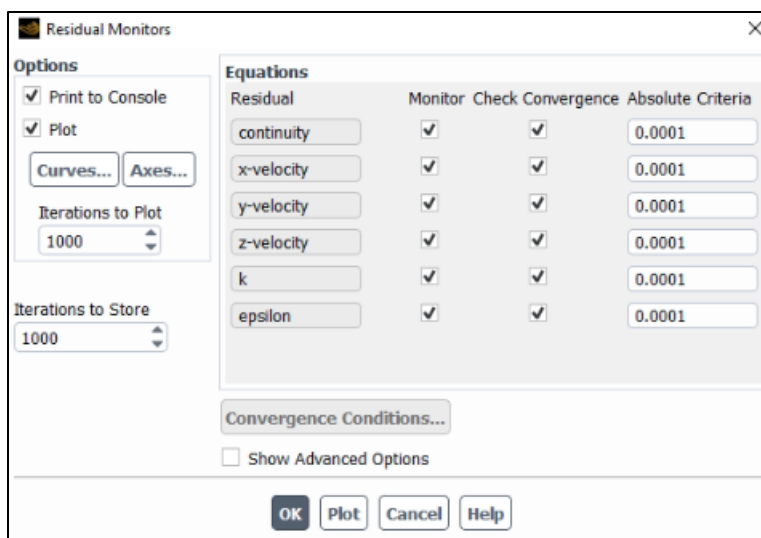 Residual Monitors
Options
Print to Console
Plot
Curves... Axes...
Iterations to Plot
1000
Iterations to Store
1000
Equations
Residual Monitor Check Convergence Absolute Criteria
continuity 0.0001
x-velocity 0.0001
y-velocity 0.0001
z-velocity 0.0001
k 0.0001
epsilon 0.0001
Convergence Conditions...
Show Advanced Options
OK Plot Cancel Help